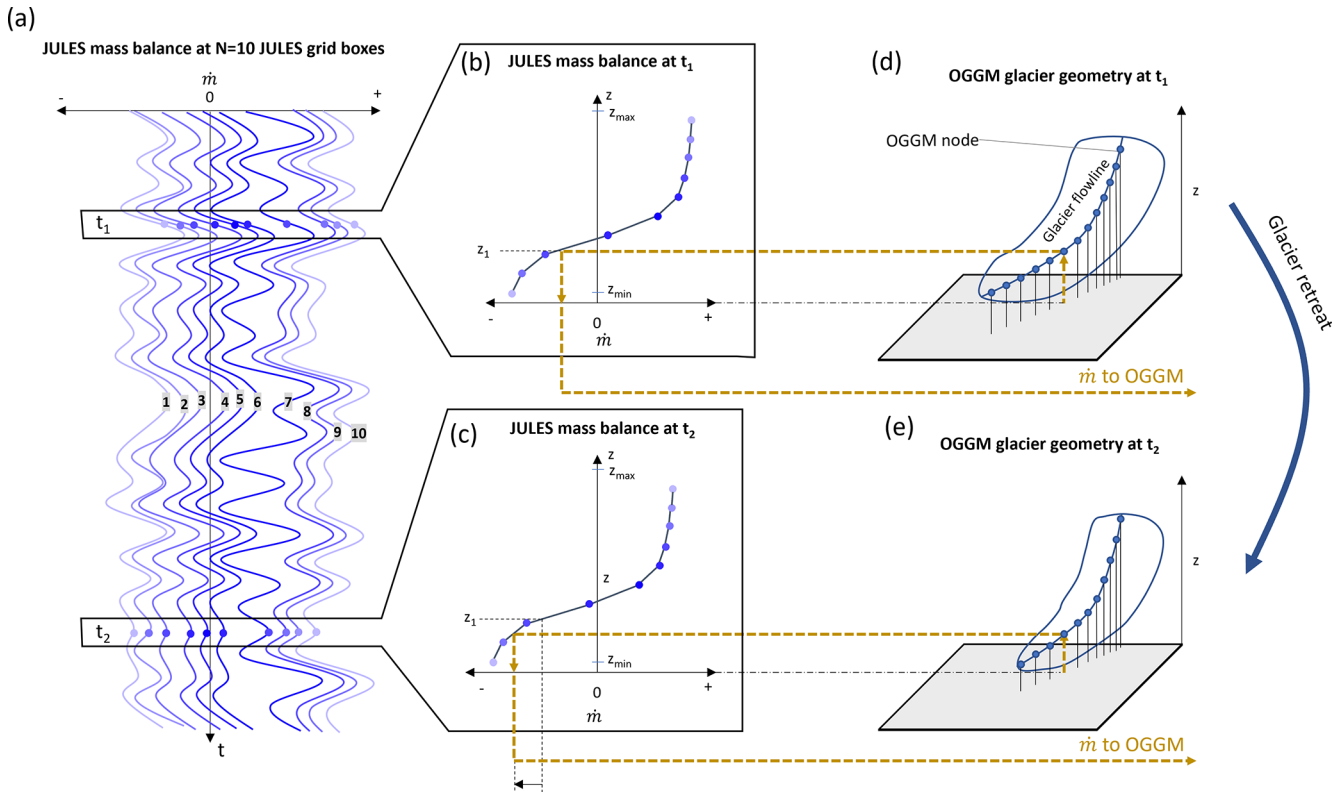 (a)
JULES mass balance at N=10 JULES grid boxes
ṁ
- 0 +
t₁
1 2 3 4 5 6 7 8 9 10
t₂
t
(b)
JULES mass balance at t₁
z
zmax
z₁
zmin
- 0 +
ṁ
(d)
OGGM glacier geometry at t₁
OGGM node
Glacier flowline
z
ṁ to OGGM
Glacier retreat
(c)
JULES mass balance at t₂
z
zmax
z
z₁
zmin
- 0 +
ṁ
(e)
OGGM glacier geometry at t₂
z
ṁ to OGGM